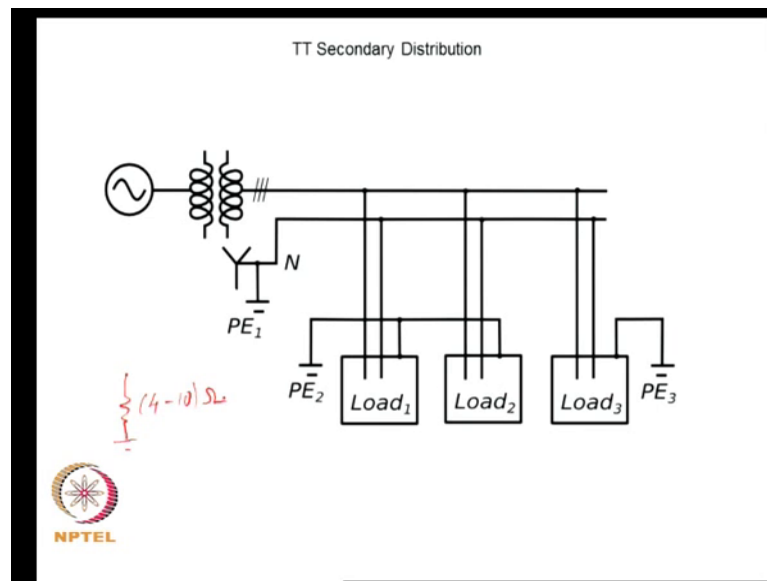 TT Secondary Distribution
N
PE1
PE2
PE3
Load1
Load2
Load3
(4-10) Ω
NPTEL